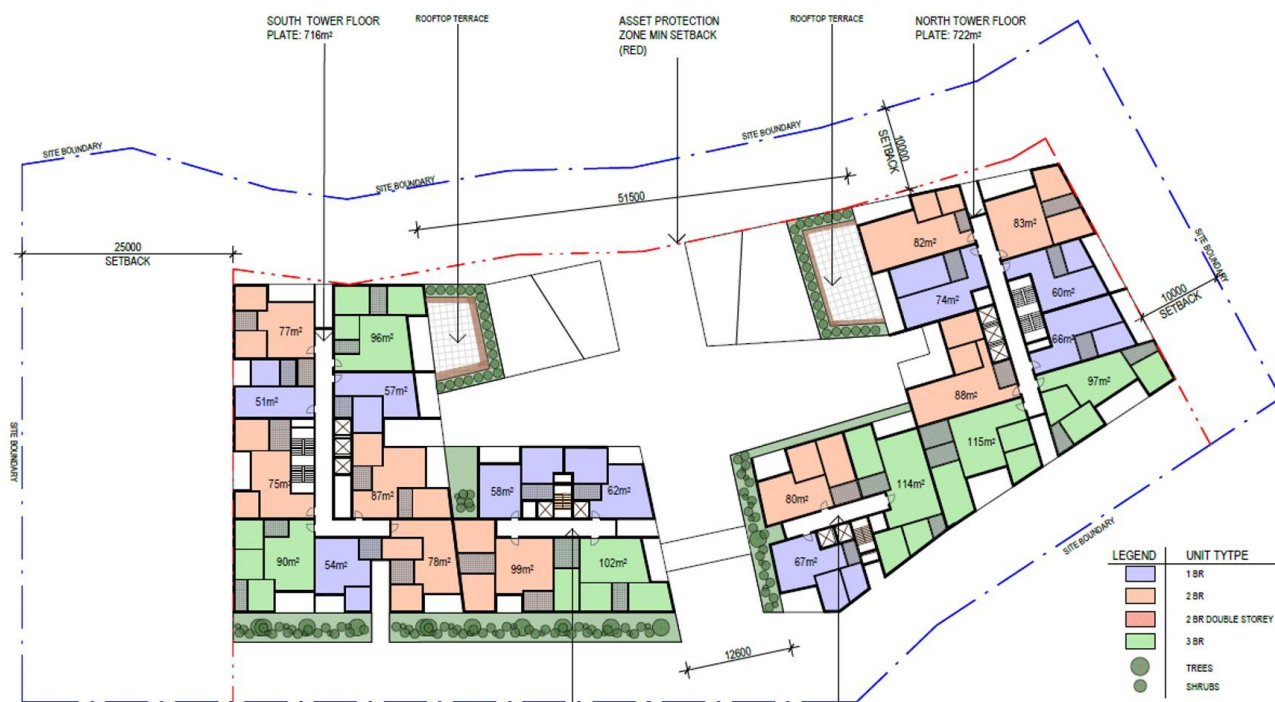 SOUTH TOWER FLOOR
PLATE: 716m²
ROOFTOP TERRACE
ASSET PROTECTION
ZONE MIN SETBACK
(RED)
ROOFTOP TERRACE
NORTH TOWER FLOOR
PLATE: 722m²
SITE BOUNDARY
SITE BOUNDARY
SITE BOUNDARY
10000
SETBACK
51500
25000
SETBACK
82m²
83m²
74m²
60m²
SITE BOUNDARY
10000
SETBACK
77m²
96m²
66m²
97m²
51m²
57m²
88m²
SITE BOUNDARY
75m²
87m²
58m²
62m²
80m²
114m²
115m²
90m²
54m²
78m²
99m²
102m²
67m²
SITE BOUNDARY
12600
LEGEND
UNIT TYTPE
1 BR
2 BR
2 BR DOUBLE STOREY
3 BR
TREES
SHRUBS